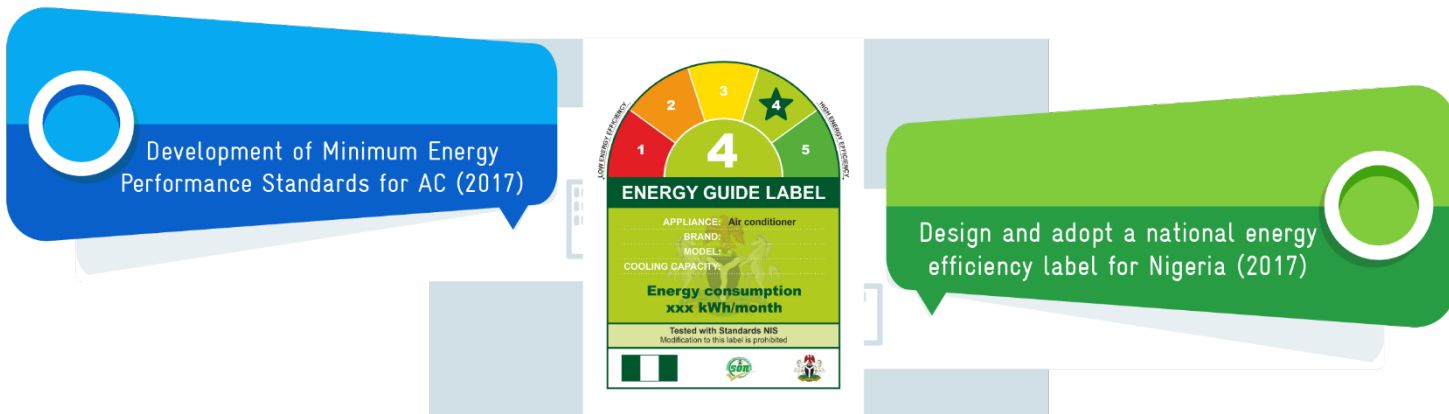 Development of Minimum Energy
Performance Standards for AC (2017)
LOW ENERGY EFFICIENCY
1
2
3
4
5
HIGH ENERGY EFFICIENCY
4
ENERGY GUIDE LABEL
APPLIANCE: Air conditioner
BRAND:
MODEL:
COOLING CAPACITY:
Energy consumption
xxx kWh/month
Tested with Standards NIS
Modification to this label is prohibited
SON
Design and adopt a national energy
efficiency label for Nigeria (2017)